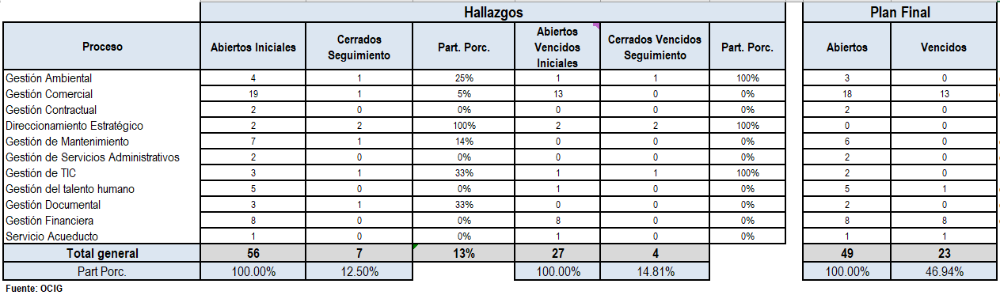 Hallazgos Plan Final
Proceso Abiertos Iniciales Cerrados Seguimiento Part. Porc. Abiertos Vencidos Iniciales Cerrados Vencidos Seguimiento Part. Porc. Abiertos Vencidos
Gestión Ambiental 4 1 25% 1 1 100% 3 0
Gestión Comercial 19 1 5% 13 0 0% 18 13
Gestión Contractual 2 0 0% 0 0 0% 2 0
Direccionamiento Estratégico 2 2 100% 2 2 100% 0 0
Gestión de Mantenimiento 7 1 14% 0 0 0% 6 0
Gestión de Servicios Administrativos 2 0 0% 0 0 0% 2 0
Gestión de TIC 3 1 33% 1 1 100% 2 0
Gestión del talento humano 5 0 0% 1 0 0% 5 1
Gestión Documental 3 1 33% 0 0 0% 2 0
Gestión Financiera 8 0 0% 8 0 0% 8 8
Servicio Acueducto 1 0 0% 1 0 0% 1 1
Total general 56 7 13% 27 4 49 23
Part Porc. 100.00% 12.50% 100.00% 14.81% 100.00% 46.94%
Fuente: OCIG